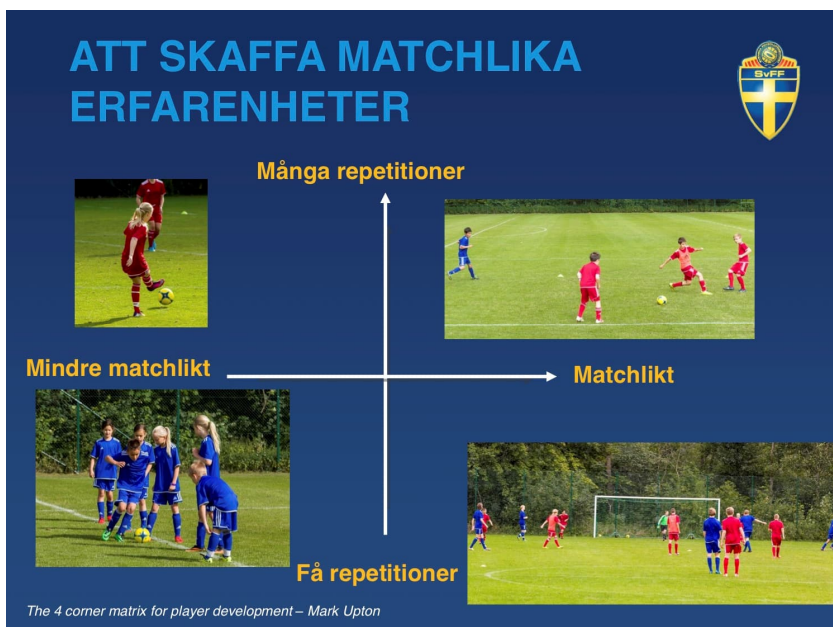 ATT SKAFFA MATCHLIKA
ERFARENHETER
SvFF
Många repetitioner
Mindre matchlikt
Matchlikt
Få repetitioner
The 4 corner matrix for player development – Mark Upton